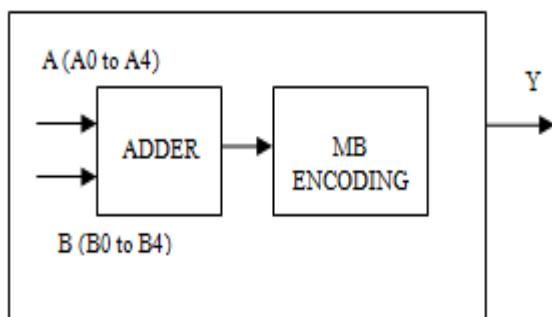 A (A0 to A4)
Y
ADDER
MB
ENCODING
B (B0 to B4)